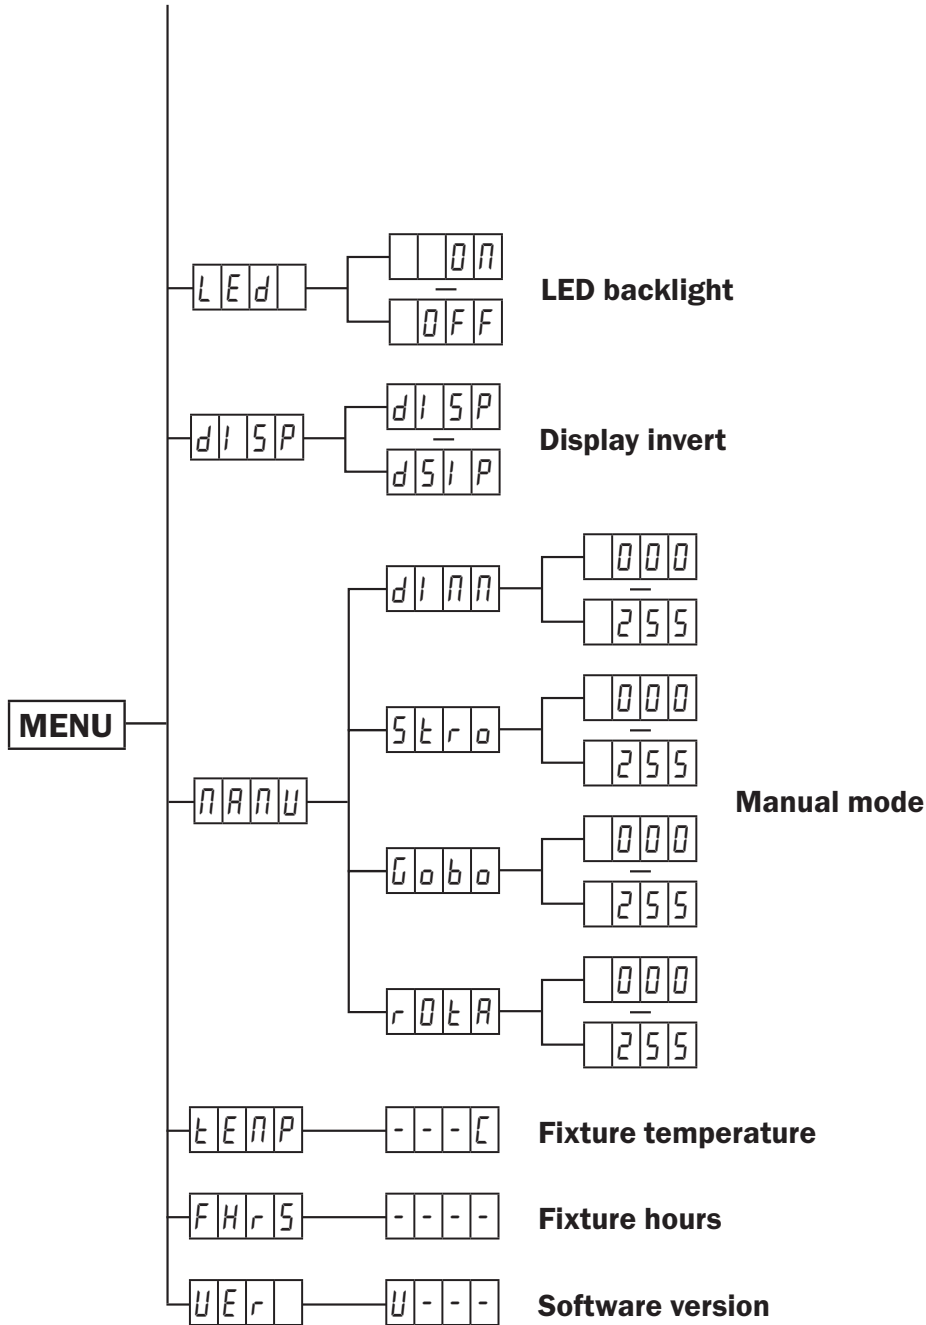 ON
LEd
LED backlight
OFF
dISP
dISP
Display invert
dSIP
000
dIMM
255
000
Stro
255
MENU
MANU
Manual mode
000
Gobo
255
000
rOtA
255
tEMP
---C
Fixture temperature
FHrS
----
Fixture hours
VEr
V---
Software version